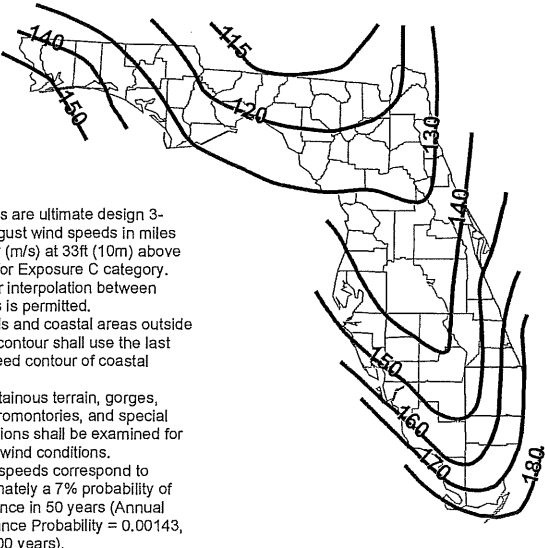 115
140
150
120
130
140
s are ultimate design 3-
gust wind speeds in miles
(m/s) at 33ft (10m) above
or Exposure C category.
r interpolation between
s is permitted.
ls and coastal areas outside
contour shall use the last
eed contour of coastal
tainous terrain, gorges,
romontories, and special
ions shall be examined for
wind conditions.
speeds correspond to
nately a 7% probability of
nce in 50 years (Annual
nce Probability = 0.00143,
00 years).
150
160
170
180